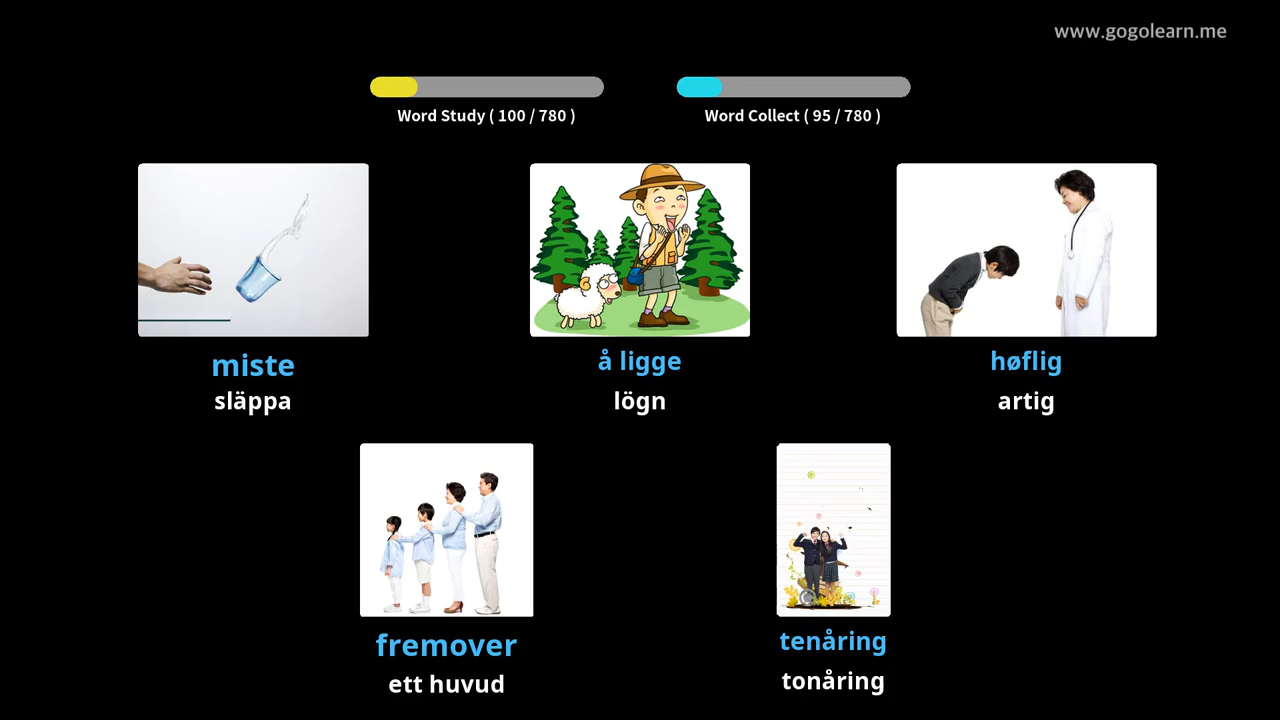 www.gogolearn.me
Word Study ( 100 / 780 )
Word Collect ( 95 / 780 )
miste
släppa
å ligge
lögn
høflig
artig
fremover
ett huvud
tenåring
tonåring